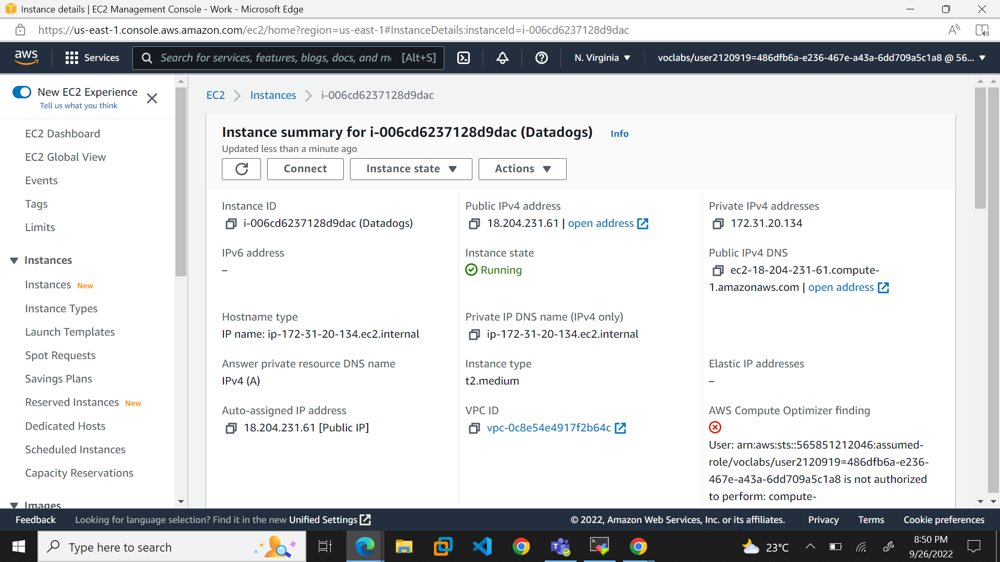 Instance details | EC2 Management Console - Work - Microsoft Edge
https://us-east-1.console.aws.amazon.com/ec2/home?region=us-east-1#InstanceDetails:instanceId=i-006cd6237128d9dac
aws
Services
Search for services, features, blogs, docs, and m
[Alt+S]
N. Virginia
voclabs/user2120919=486dfb6a-e236-467e-a43a-6dd709a5c1a8 @ 56...
New EC2 Experience
Tell us what you think
EC2 Dashboard
EC2 Global View
Events
Tags
Limits
Instances
Instances New
Instance Types
Launch Templates
Spot Requests
Savings Plans
Reserved Instances New
Dedicated Hosts
Scheduled Instances
Capacity Reservations
Images
EC2
Instances
i-006cd6237128d9dac
Instance summary for i-006cd6237128d9dac (Datadogs)
Info
Updated less than a minute ago
Connect
Instance state
Actions
Instance ID
i-006cd6237128d9dac (Datadogs)
Public IPv4 address
18.204.231.61 | open address
Private IPv4 addresses
172.31.20.134
IPv6 address
–
Instance state
Running
Public IPv4 DNS
ec2-18-204-231-61.compute-
1.amazonaws.com | open address
Hostname type
IP name: ip-172-31-20-134.ec2.internal
Private IP DNS name (IPv4 only)
ip-172-31-20-134.ec2.internal
Answer private resource DNS name
IPv4 (A)
Instance type
t2.medium
Elastic IP addresses
–
Auto-assigned IP address
18.204.231.61 [Public IP]
VPC ID
vpc-0c8e54e4917f2b64c
AWS Compute Optimizer finding
User: arn:aws:sts::565851212046:assumed-
role/voclabs/user2120919=486dfb6a-e236-
467e-a43a-6dd709a5c1a8 is not authorized
to perform: compute-
Feedback
Looking for language selection? Find it in the new Unified Settings
© 2022, Amazon Web Services, Inc. or its affiliates.
Privacy
Terms
Cookie preferences
Type here to search
23°C
8:50 PM
9/26/2022